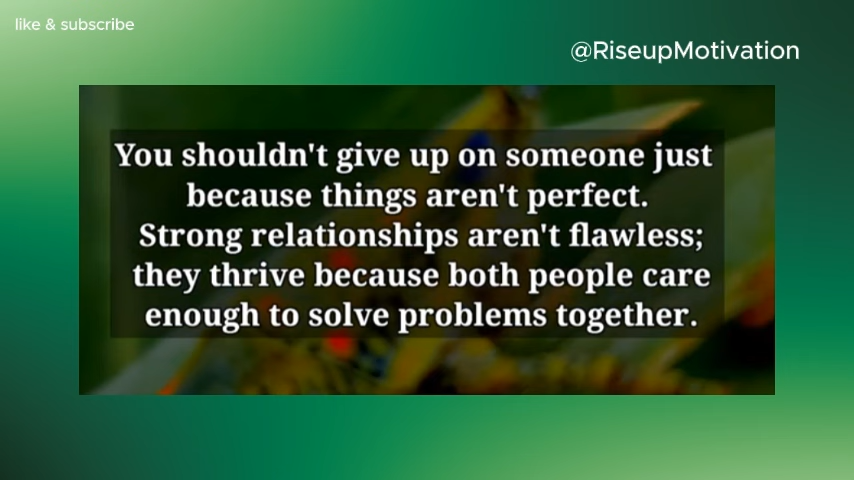 like & subscribe
@RiseupMotivation
You shouldn't give up on someone just
because things aren't perfect.
Strong relationships aren't flawless;
they thrive because both people care
enough to solve problems together.